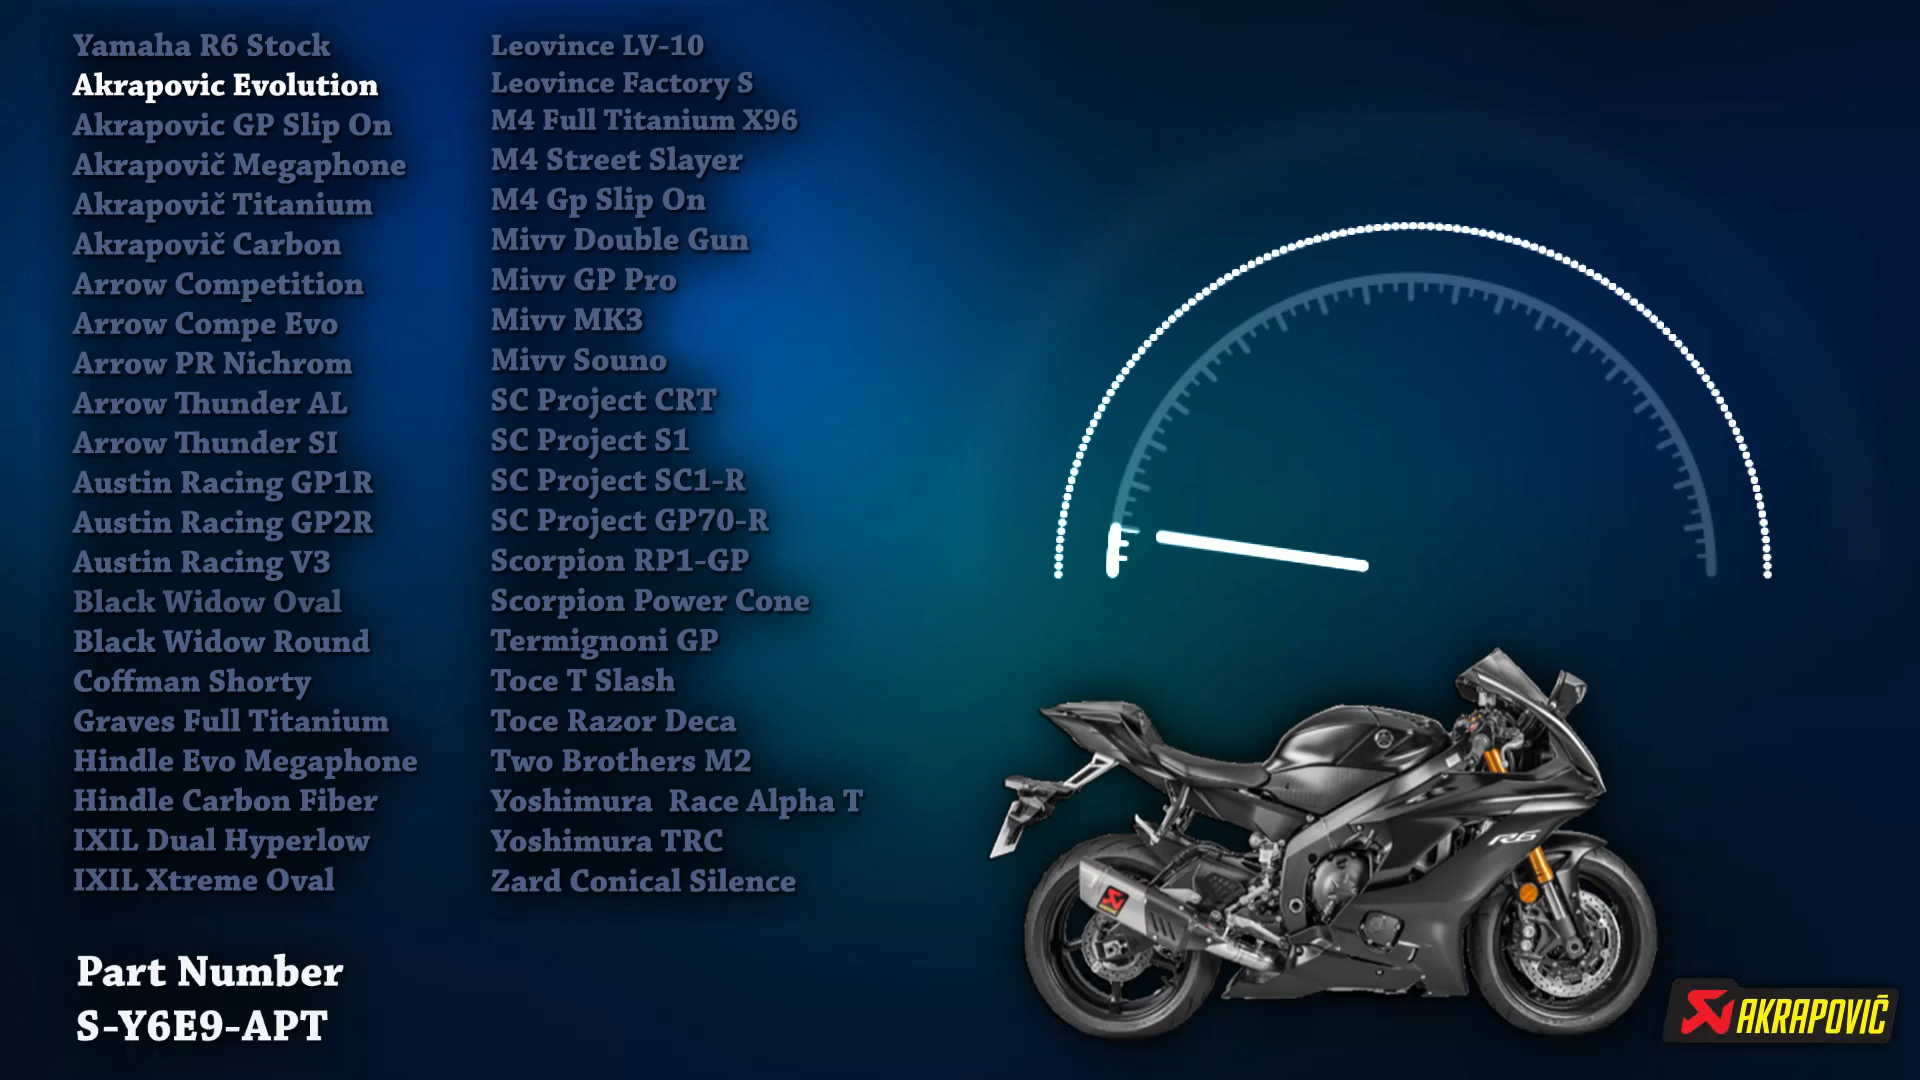 Yamaha R6 Stock
Akrapovic Evolution
Akrapovic GP Slip On
Akrapovič Megaphone
Akrapovič Titanium
Akrapovič Carbon
Arrow Competition
Arrow Compe Evo
Arrow PR Nichrom
Arrow Thunder AL
Arrow Thunder SI
Austin Racing GP1R
Austin Racing GP2R
Austin Racing V3
Black Widow Oval
Black Widow Round
Coffman Shorty
Graves Full Titanium
Hindle Evo Megaphone
Hindle Carbon Fiber
IXIL Dual Hyperlow
IXIL Xtreme Oval
Leovince LV-10
Leovince Factory S
M4 Full Titanium X96
M4 Street Slayer
M4 Gp Slip On
Mivv Double Gun
Mivv GP Pro
Mivv MK3
Mivv Souno
SC Project CRT
SC Project S1
SC Project SC1-R
SC Project GP70-R
Scorpion RP1-GP
Scorpion Power Cone
Termignoni GP
Toce T Slash
Toce Razor Deca
Two Brothers M2
Yoshimura Race Alpha T
Yoshimura TRC
Zard Conical Silence
Part Number
S-Y6E9-APT
R6
AKRAPOVIČ